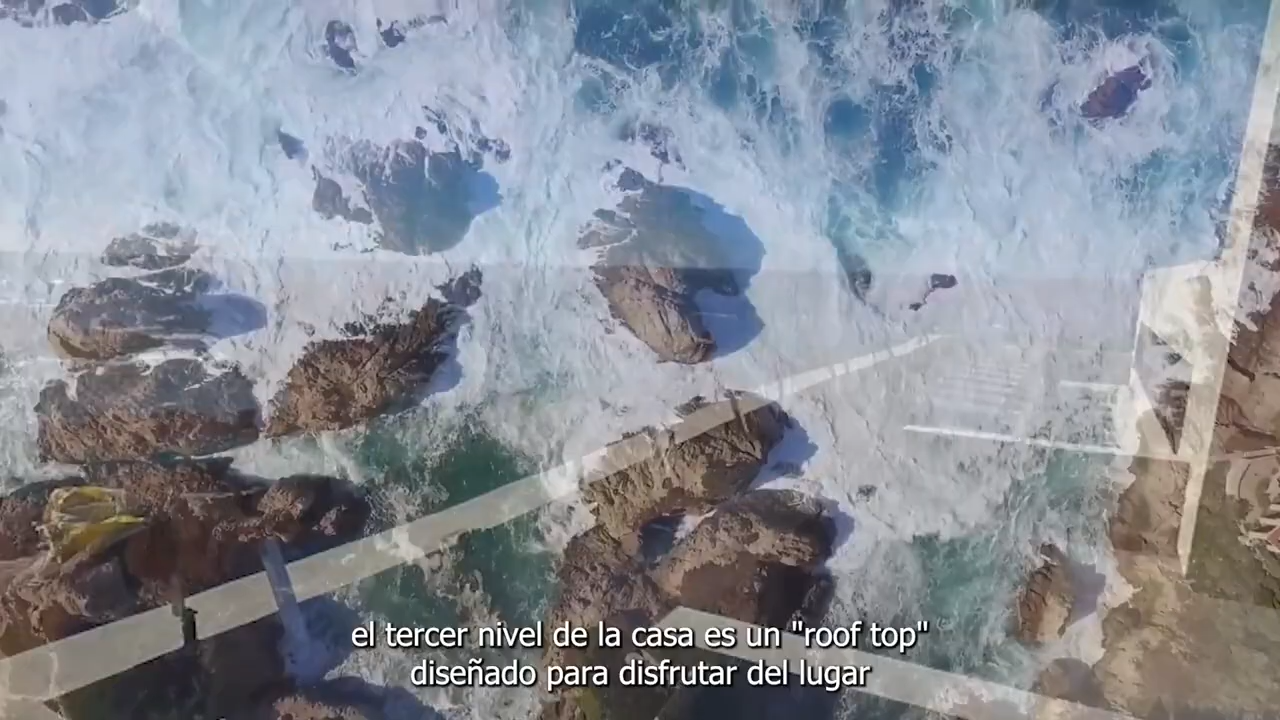 el tercer nivel de la casa es un "roof top"
diseñado para disfrutar del lugar